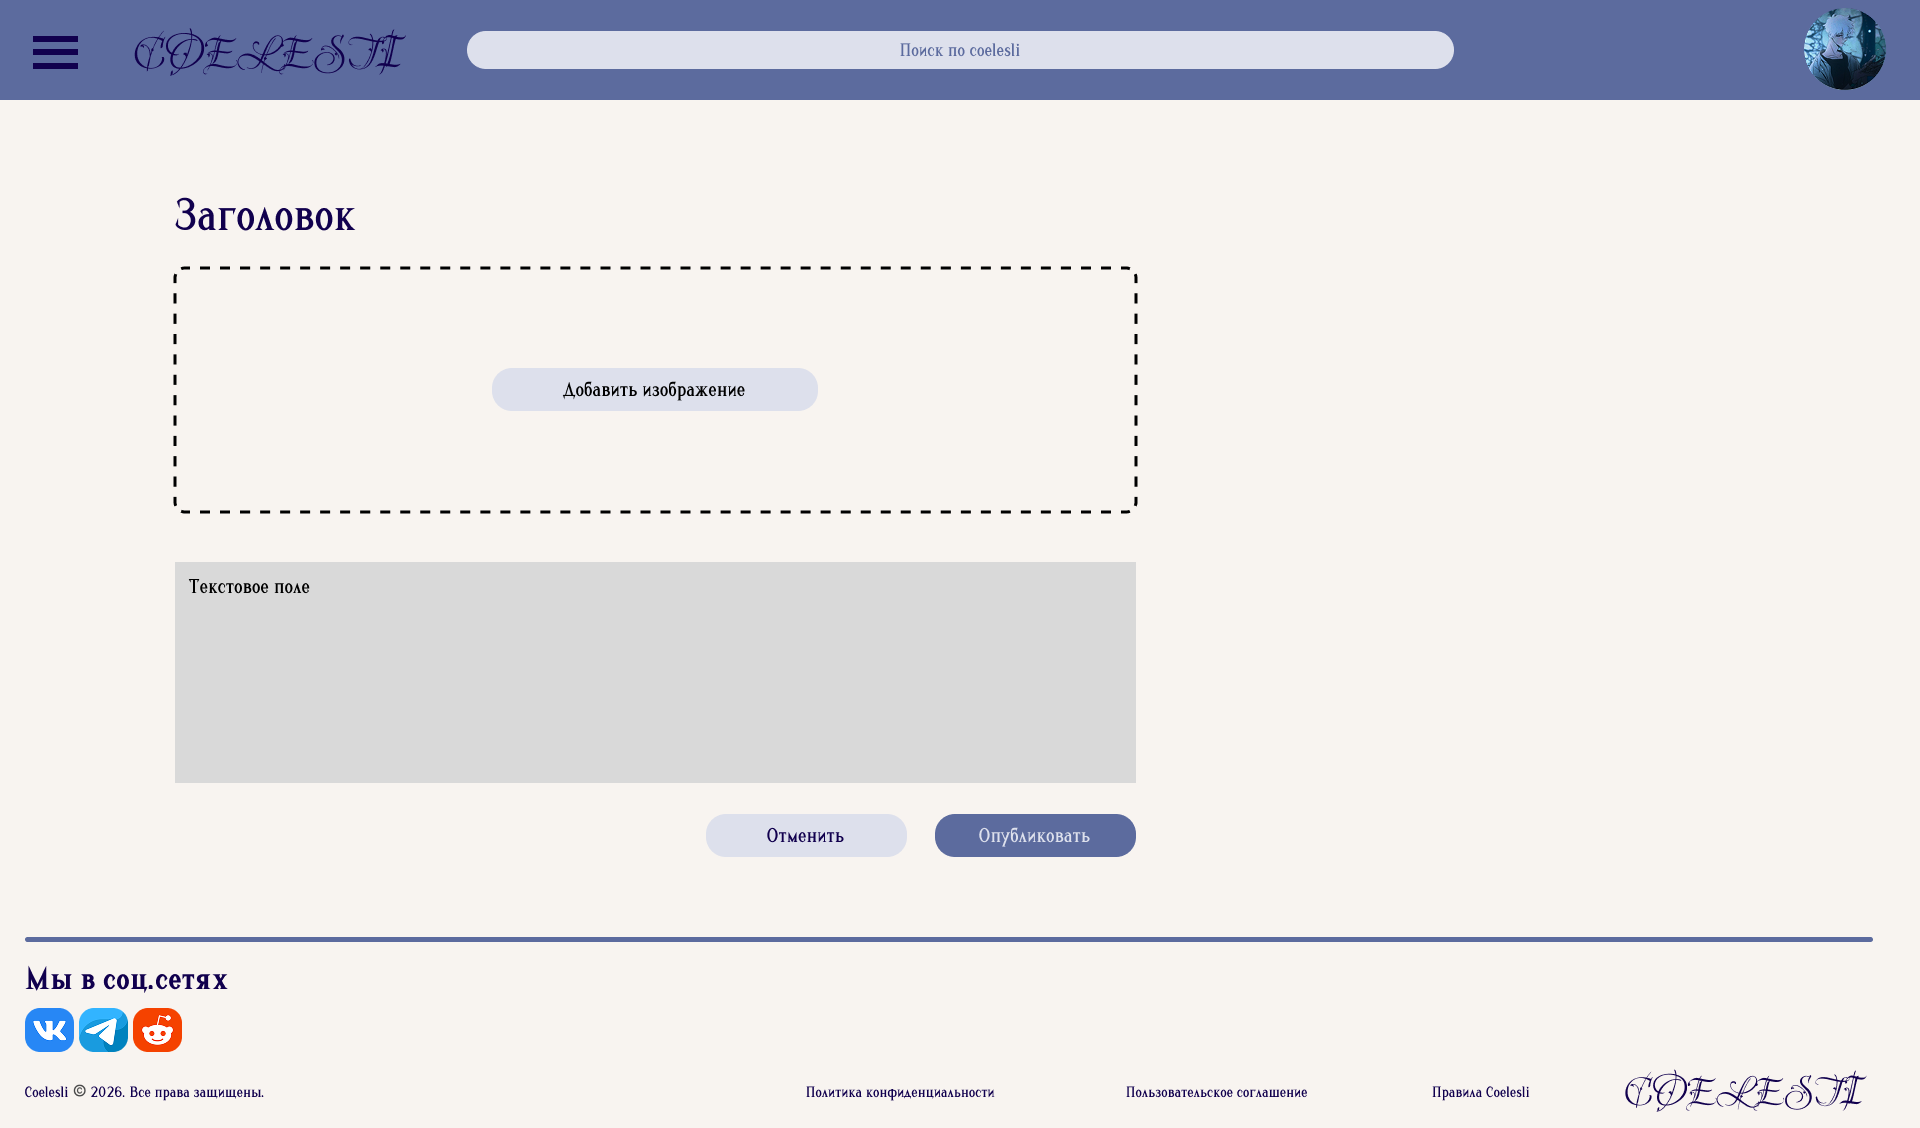 COELESTI
Поиск по coelesli
Заголовок
Добавить изображение
Текстовое поле
Отменить
Опубликовать
Мы в соц.сетях
Coelesli © 2026. Все права защищены.
Политика конфиденциальности
Пользовательское соглашение
Правила Coelesli
COELESTI